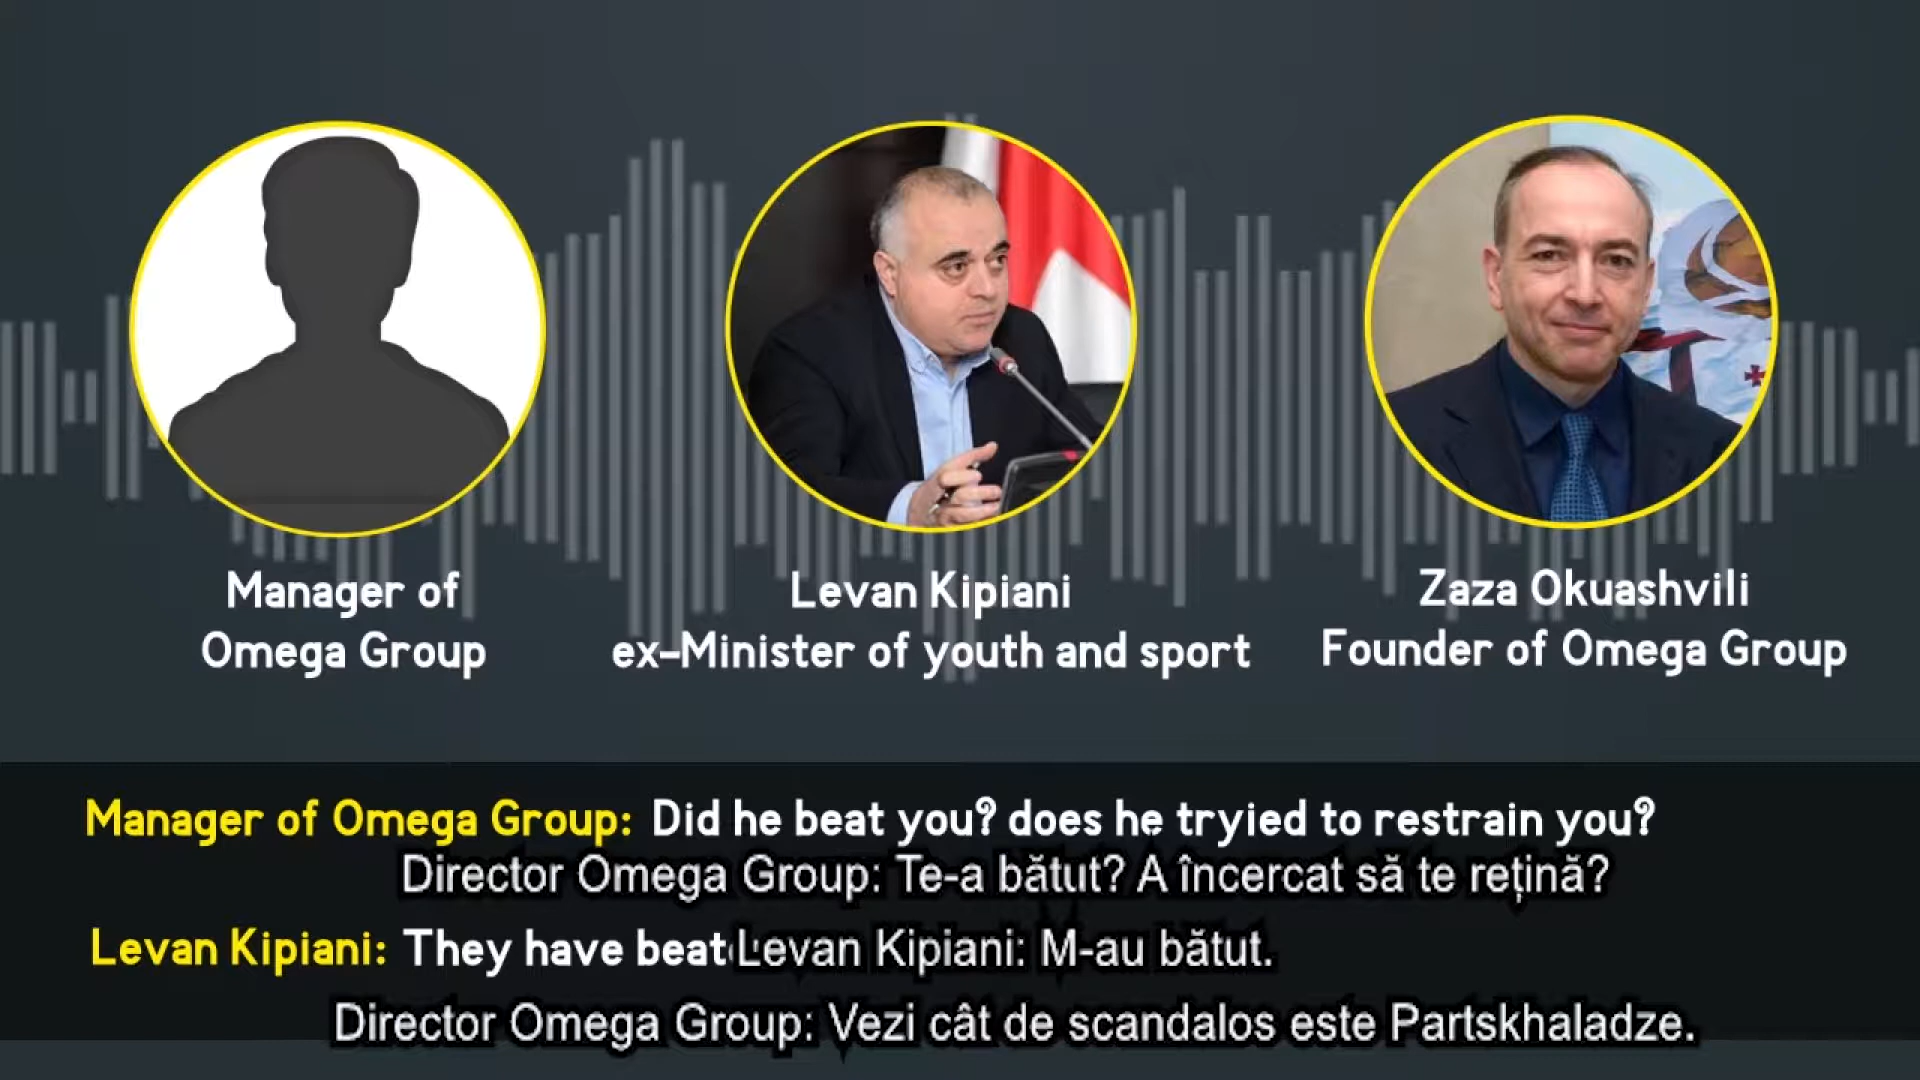 Manager of
Omega Group
Levan Kipiani
ex-Minister of youth and sport
Zaza Okuashvili
Founder of Omega Group
Manager of Omega Group: Did he beat you? does he tryied to restrain you?
Director Omega Group: Te-a bătut? A încercat să te rețină?
Levan Kipiani: They have
Levan Kipiani: M-au bătut.
Director Omega Group: Vezi cât de scandalos este Partskhaladze.